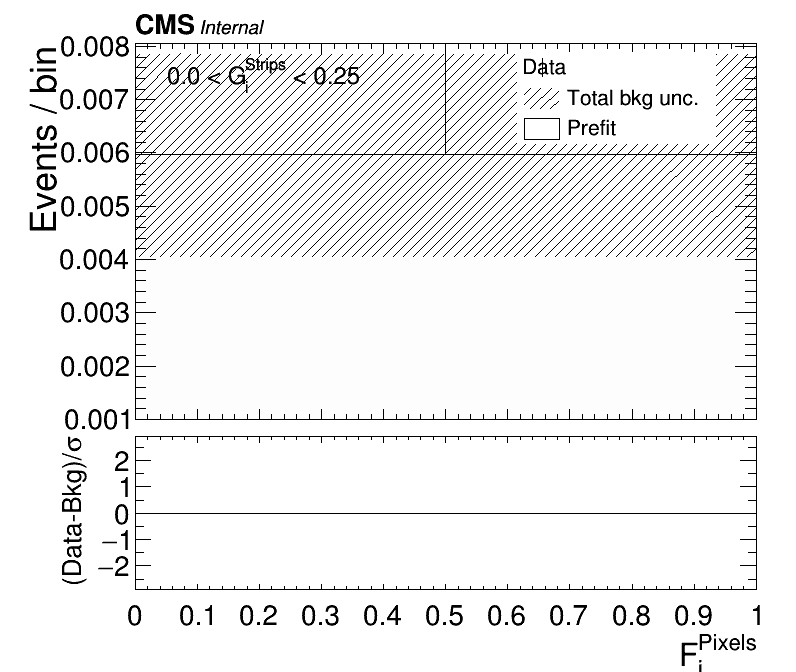 CMS Internal
Events / bin
0.008
0.007
0.006
0.005
0.004
0.003
0.002
0.001
0.0 < G_i^Strips < 0.25
Data
Total bkg unc.
Prefit
(Data-Bkg)/σ
2
1
0
−1
−2
0 0.1 0.2 0.3 0.4 0.5 0.6 0.7 0.8 0.9 1
F_i^Pixels